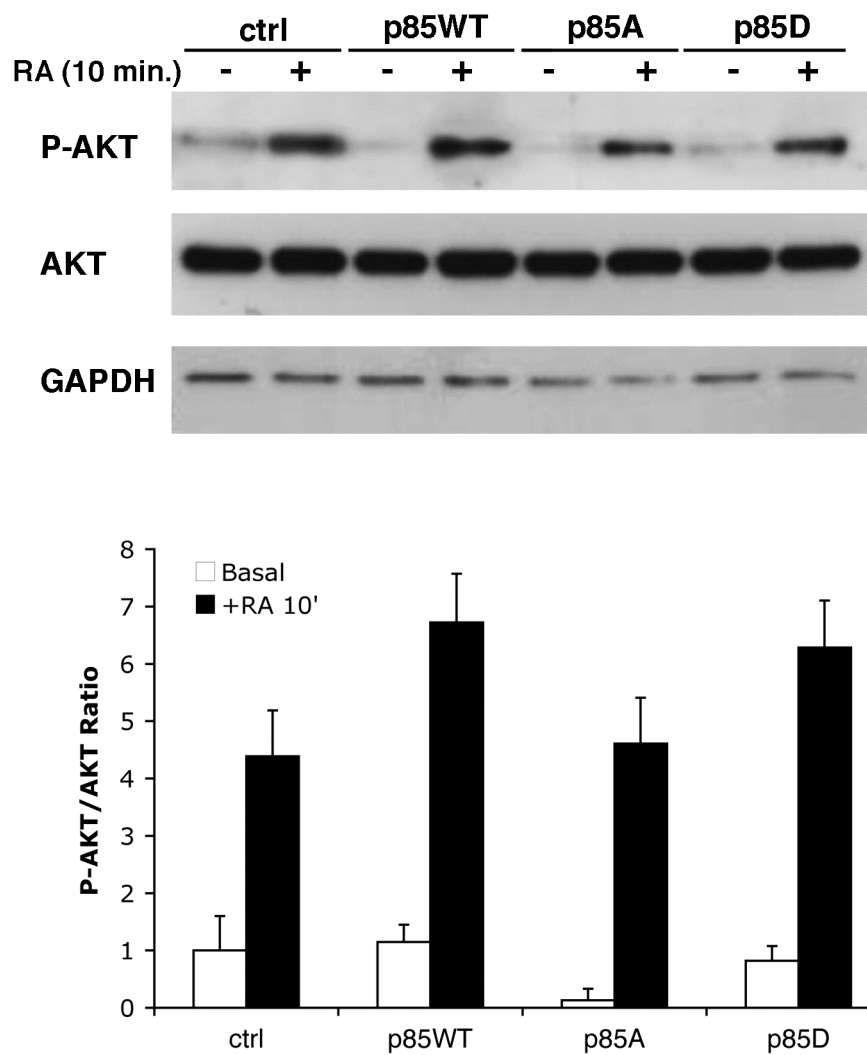 ctrl p85WT p85A p85D
RA (10 min.) - + - + - + - +
P-AKT
AKT
GAPDH
8
Basal
7
+RA 10'
6
5
4
3
2
1
0
P-AKT/AKT Ratio
ctrl p85WT p85A p85D